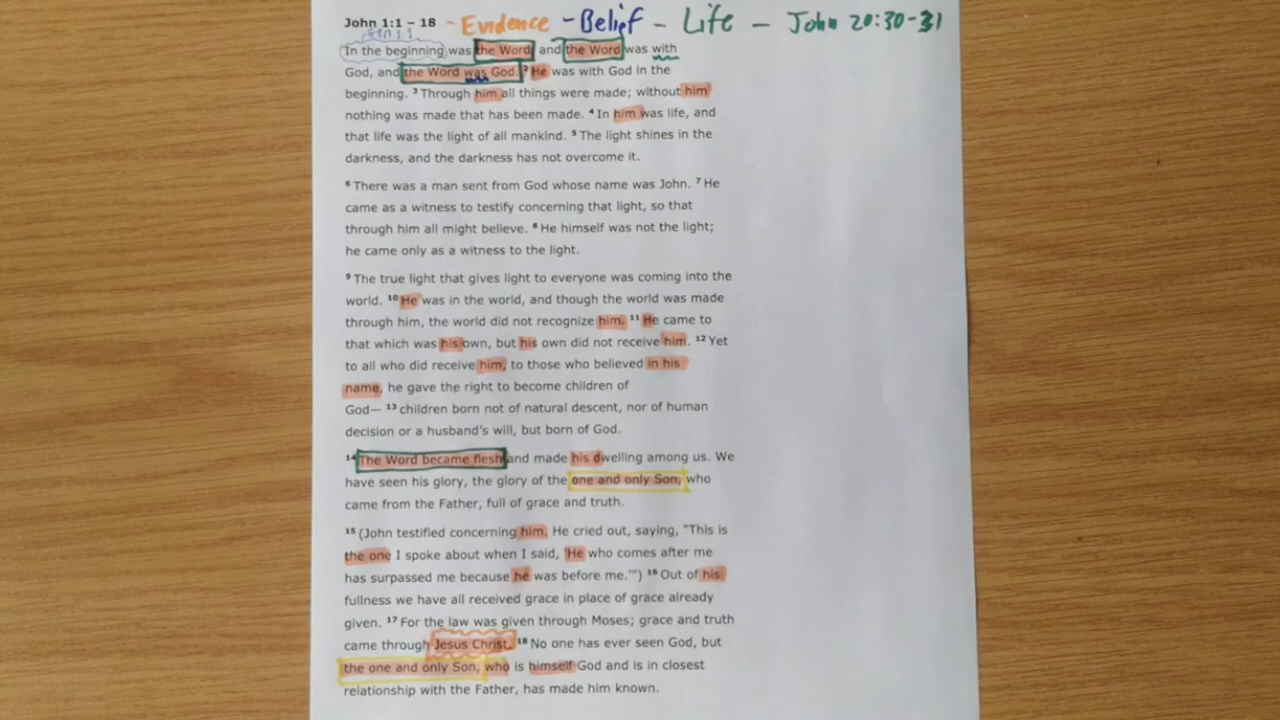 John 1:1 – 18 - Evidence - Belief - Life - John 20:30-31
Gen 1:1
In the beginning was the Word, and the Word was with
God, and the Word was God. ² He was with God in the
beginning. ³ Through him all things were made; without him
nothing was made that has been made. ⁴ In him was life, and
that life was the light of all mankind. ⁵ The light shines in the
darkness, and the darkness has not overcome it.
⁶ There was a man sent from God whose name was John. ⁷ He
came as a witness to testify concerning that light, so that
through him all might believe. ⁸ He himself was not the light;
he came only as a witness to the light.
⁹ The true light that gives light to everyone was coming into the
world. ¹⁰ He was in the world, and though the world was made
through him, the world did not recognize him. ¹¹ He came to
that which was his own, but his own did not receive him. ¹² Yet
to all who did receive him, to those who believed in his
name, he gave the right to become children of
God— ¹³ children born not of natural descent, nor of human
decision or a husband's will, but born of God.
¹⁴ The Word became flesh and made his dwelling among us. We
have seen his glory, the glory of the one and only Son, who
came from the Father, full of grace and truth.
¹⁵ (John testified concerning him. He cried out, saying, "This is
the one I spoke about when I said, 'He who comes after me
has surpassed me because he was before me.'") ¹⁶ Out of his
fullness we have all received grace in place of grace already
given. ¹⁷ For the law was given through Moses; grace and truth
came through Jesus Christ. ¹⁸ No one has ever seen God, but
the one and only Son, who is himself God and is in closest
relationship with the Father, has made him known.